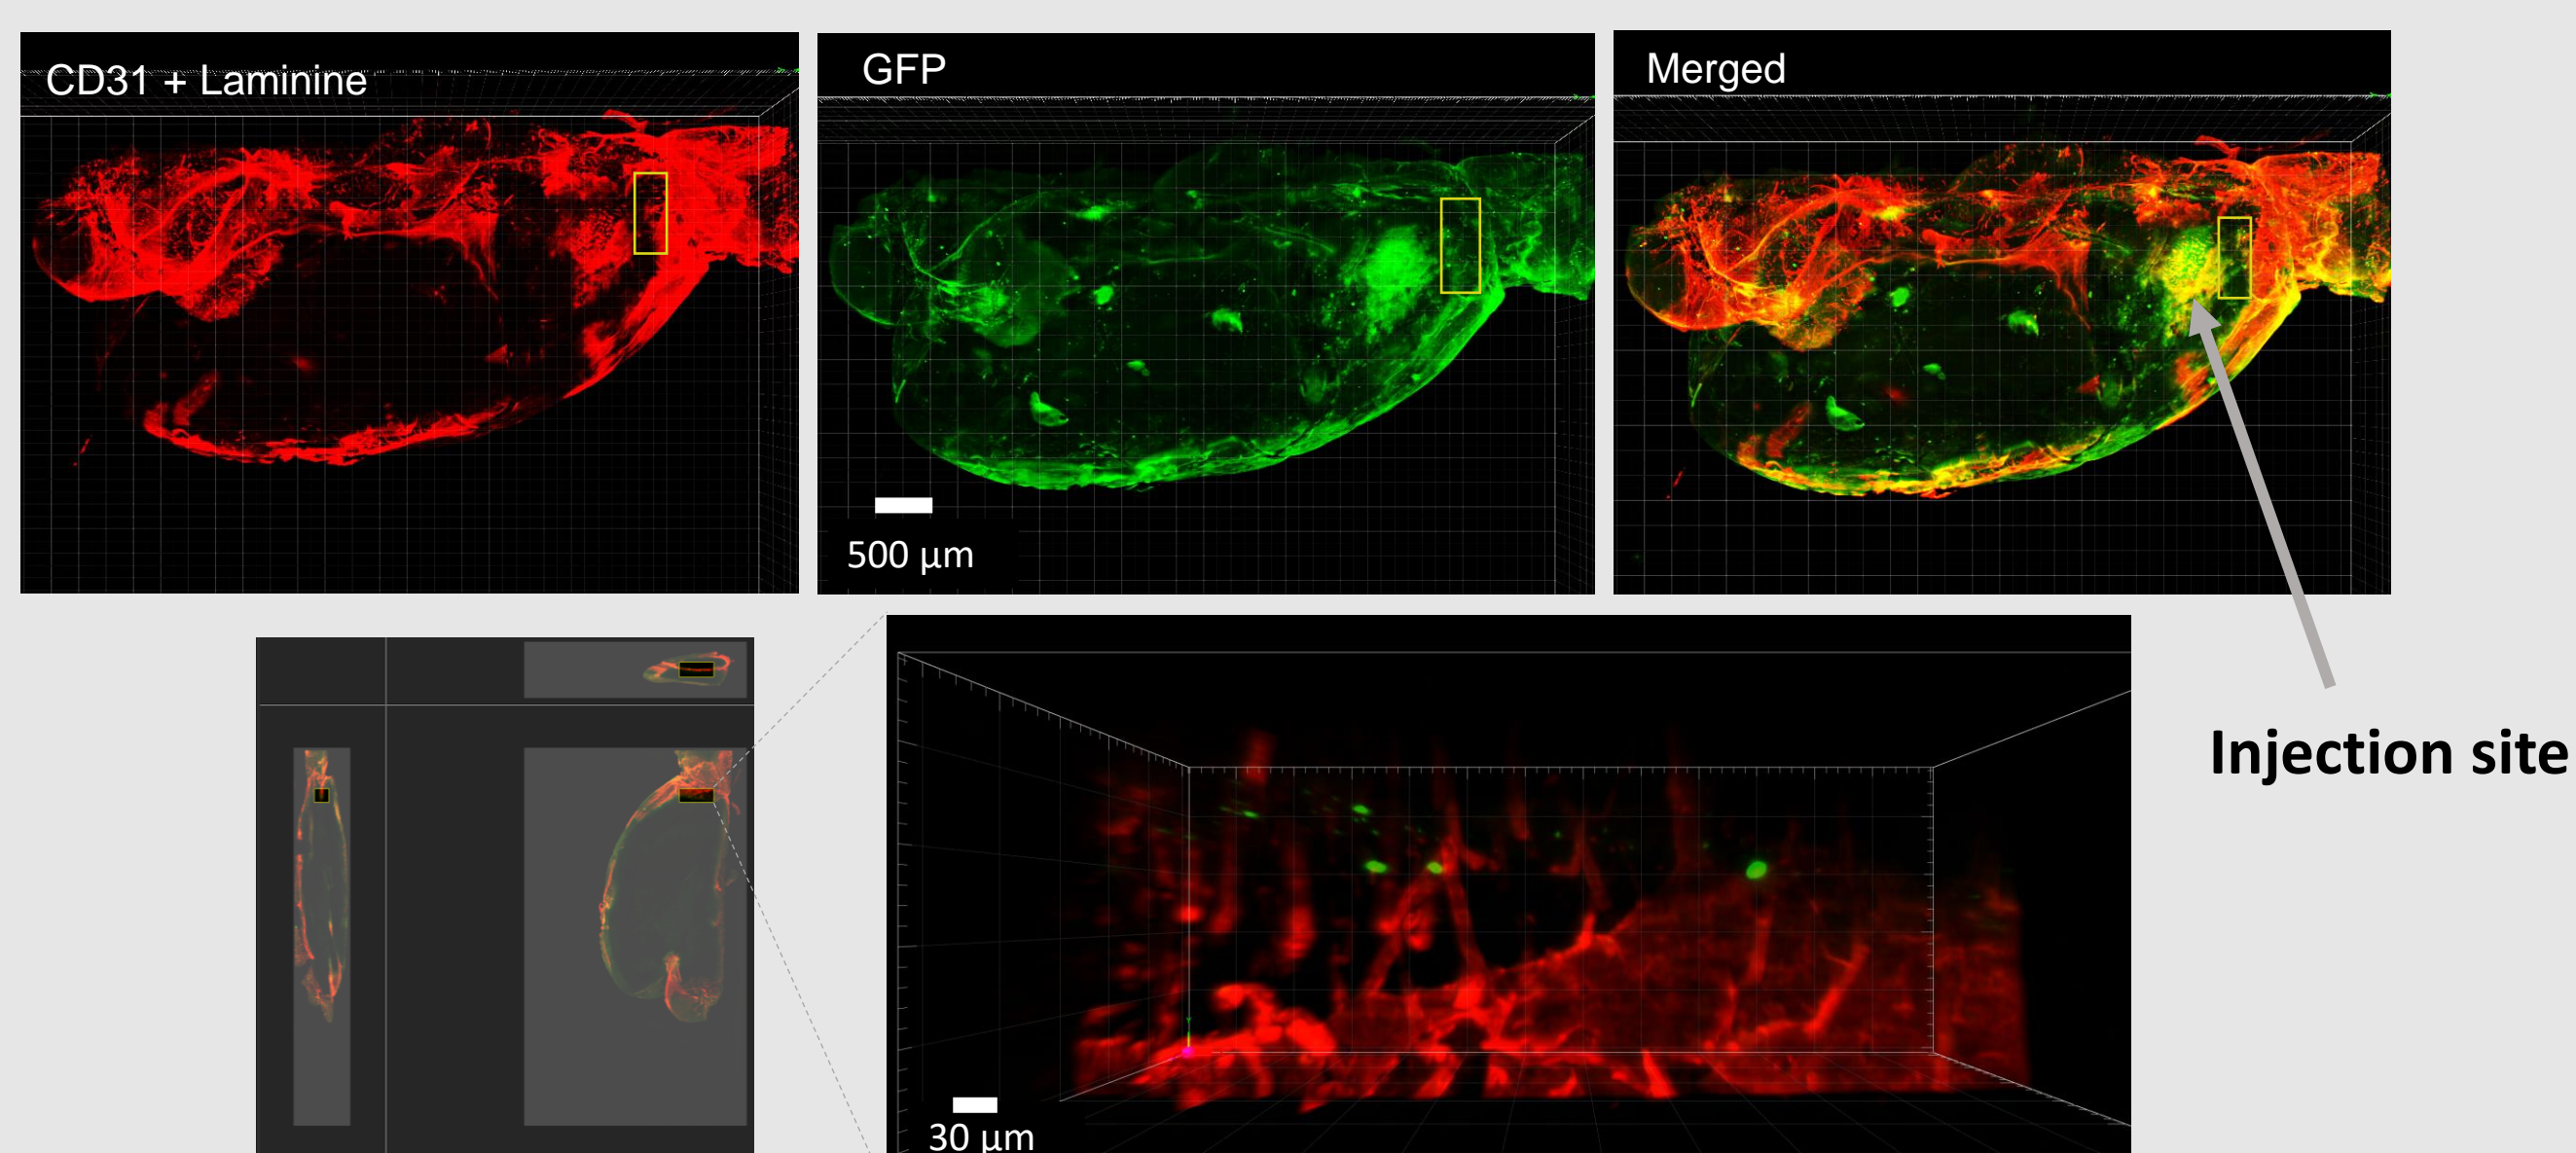 CD31 + Laminine
GFP
Merged
500 µm
Injection site
30 µm